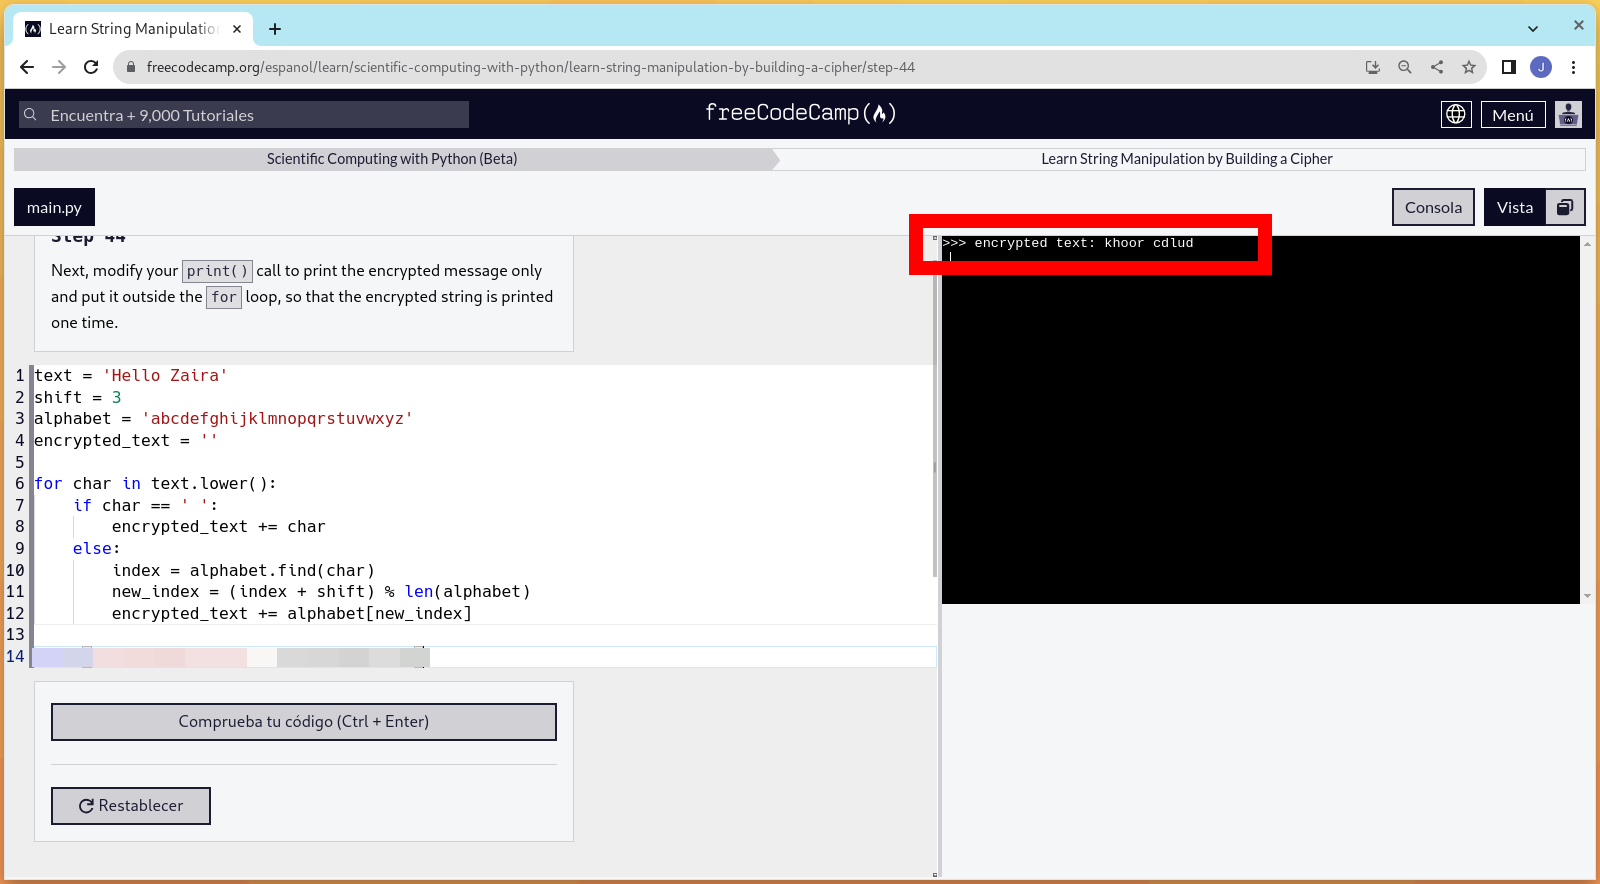 Learn String Manipulatio
freecodecamp.org/espanol/learn/scientific-computing-with-python/learn-string-manipulation-by-building-a-cipher/step-44
J
Encuentra + 9,000 Tutoriales
freeCodeCamp
Menú
Scientific Computing with Python (Beta)
Learn String Manipulation by Building a Cipher
main.py
Consola
Vista
Step 44
Next, modify your print() call to print the encrypted message only
and put it outside the for loop, so that the encrypted string is printed
one time.
1 text = 'Hello Zaira'
2 shift = 3
3 alphabet = 'abcdefghijklmnopqrstuvwxyz'
4 encrypted_text = ''
5
6 for char in text.lower():
7     if char == ' ':
8         encrypted_text += char
9     else:
10         index = alphabet.find(char)
11         new_index = (index + shift) % len(alphabet)
12         encrypted_text += alphabet[new_index]
13
14
>>> encrypted text: khoor cdlud
Comprueba tu código (Ctrl + Enter)
Restablecer